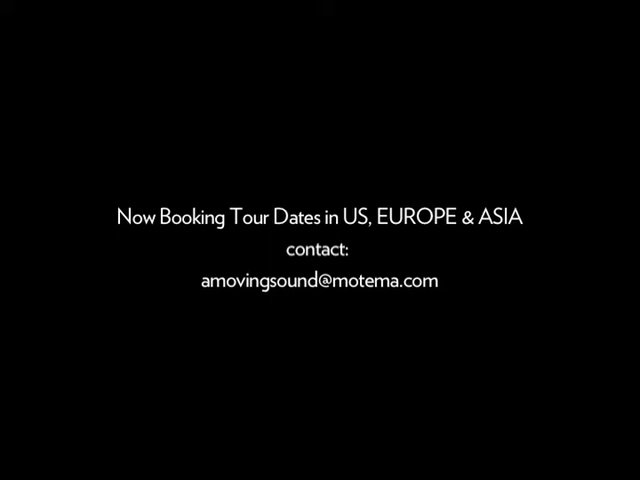 Now Booking Tour Dates in US, EUROPE & ASIA
contact:
amovingsound@motema.com